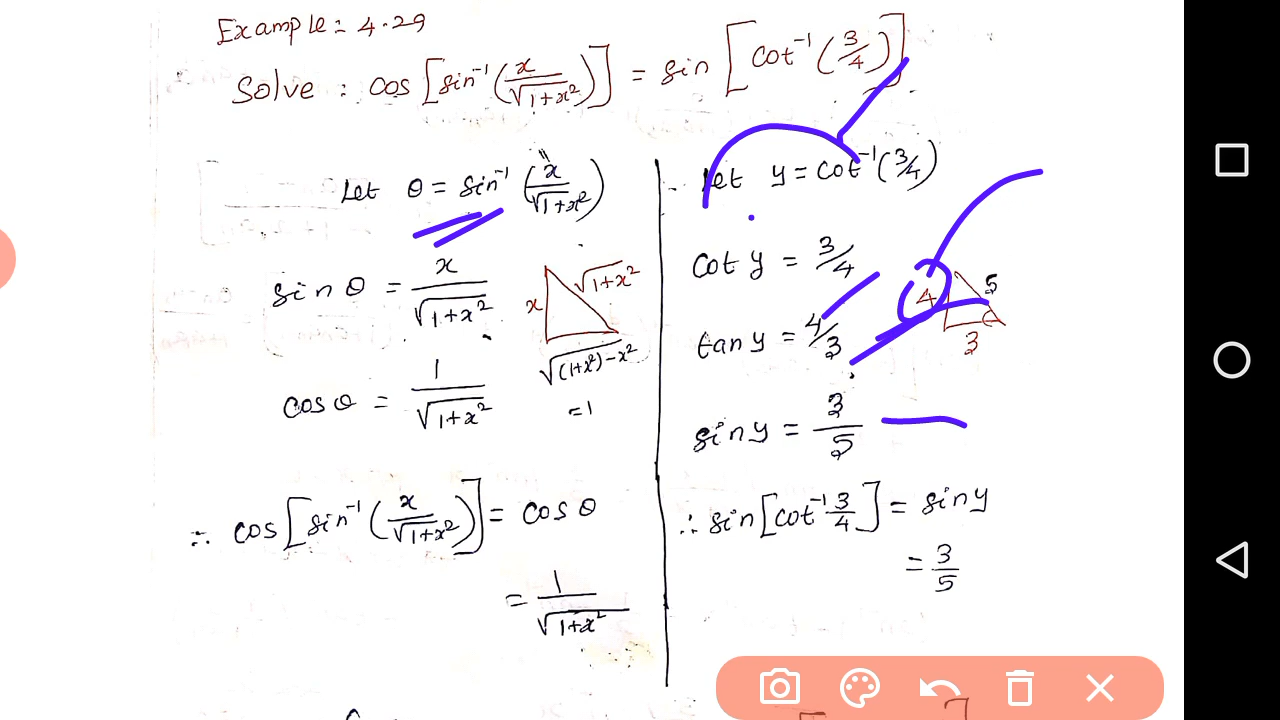 Example: 4.29
Solve : cos [sin⁻¹ (x/√1+x²)] = sin [cot⁻¹ (3/4)]
Let θ = sin⁻¹ (x/√1+x²)
sin θ = x/√1+x²
x
√1+x²
√(1+x²)-x²
=1
cos θ = 1/√1+x²
∴ cos [sin⁻¹ (x/√1+x²)] = cos θ
= 1/√1+x²
Let y = cot⁻¹ (3/4)
cot y = 3/4
4
5
3
tan y = 4/3
sin y = 3/5
∴ sin [cot⁻¹ 3/4] = sin y
= 3/5